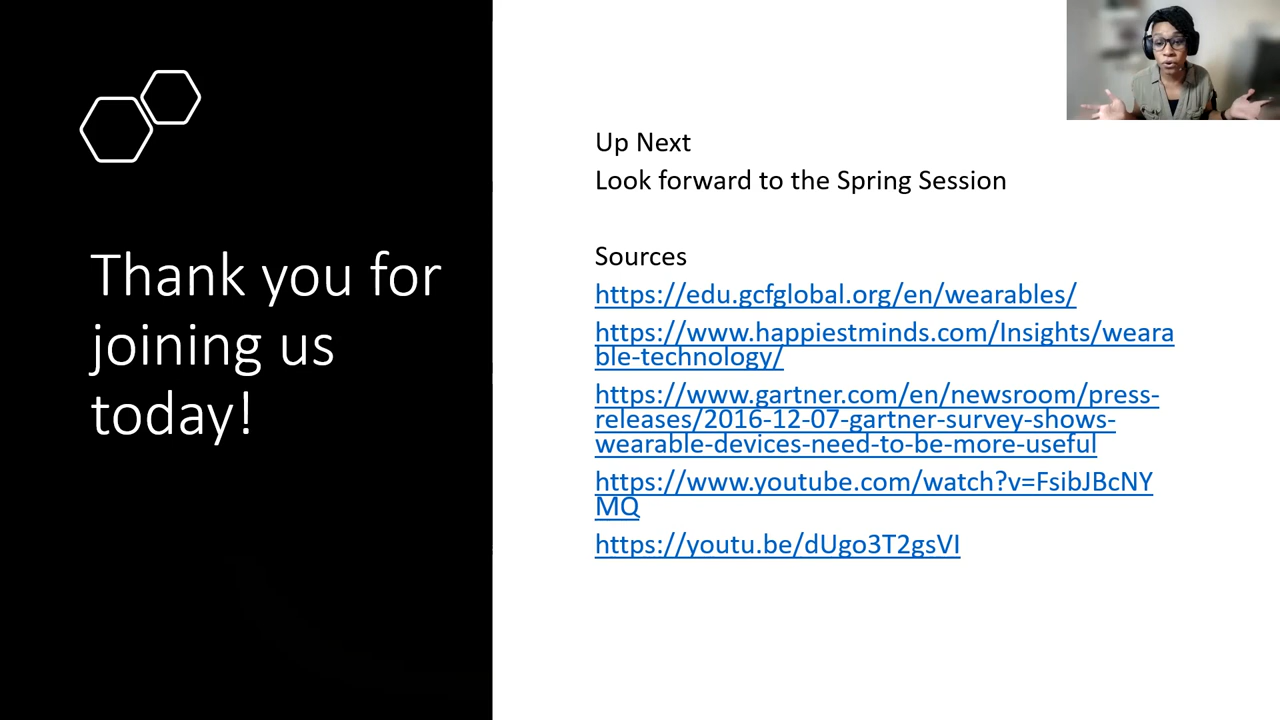 Thank you for
joining us
today!
Up Next
Look forward to the Spring Session
Sources
https://edu.gcfglobal.org/en/wearables/
https://www.happiestminds.com/Insights/weara
ble-technology/
https://www.gartner.com/en/newsroom/press-
releases/2016-12-07-gartner-survey-shows-
wearable-devices-need-to-be-more-useful
https://www.youtube.com/watch?v=FsibJBcNY
MQ
https://youtu.be/dUgo3T2gsVI